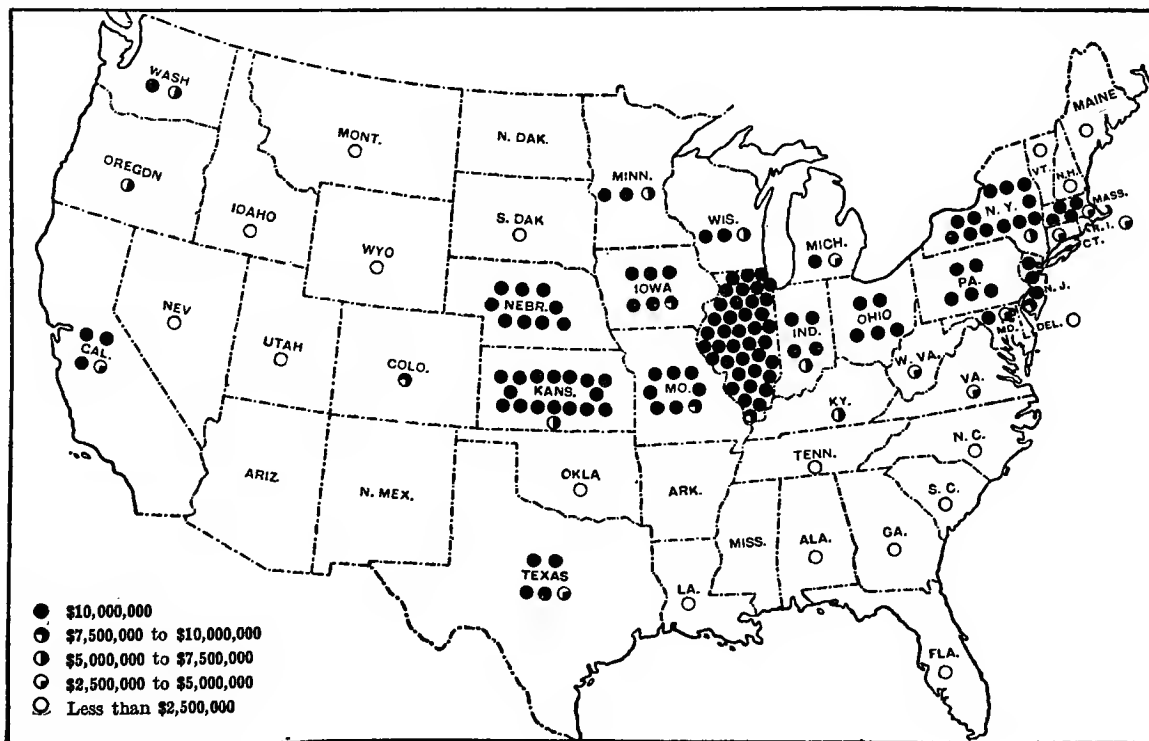 WASH
MONT.
N. DAK.
MINN.
MAINE
OREGON
IDAHO
S. DAK
WIS.
MICH.
N. Y.
VT.
N.H.
MASS.
R. I.
CT.
WYO
NEBR.
IOWA
PA.
N. J.
NEV
UTAH
COLO.
KANS.
MO.
IND.
OHIO
MD.
DEL.
CAL.
W. VA.
VA.
KY.
ARIZ
N. MEX.
OKLA
ARK.
TENN.
N. C.
S. C.
TEXAS
LA.
MISS.
ALA.
GA.
FLA.
$10,000,000
$7,500,000 to $10,000,000
$5,000,000 to $7,500,000
$2,500,000 to $5,000,000
Less than $2,500,000